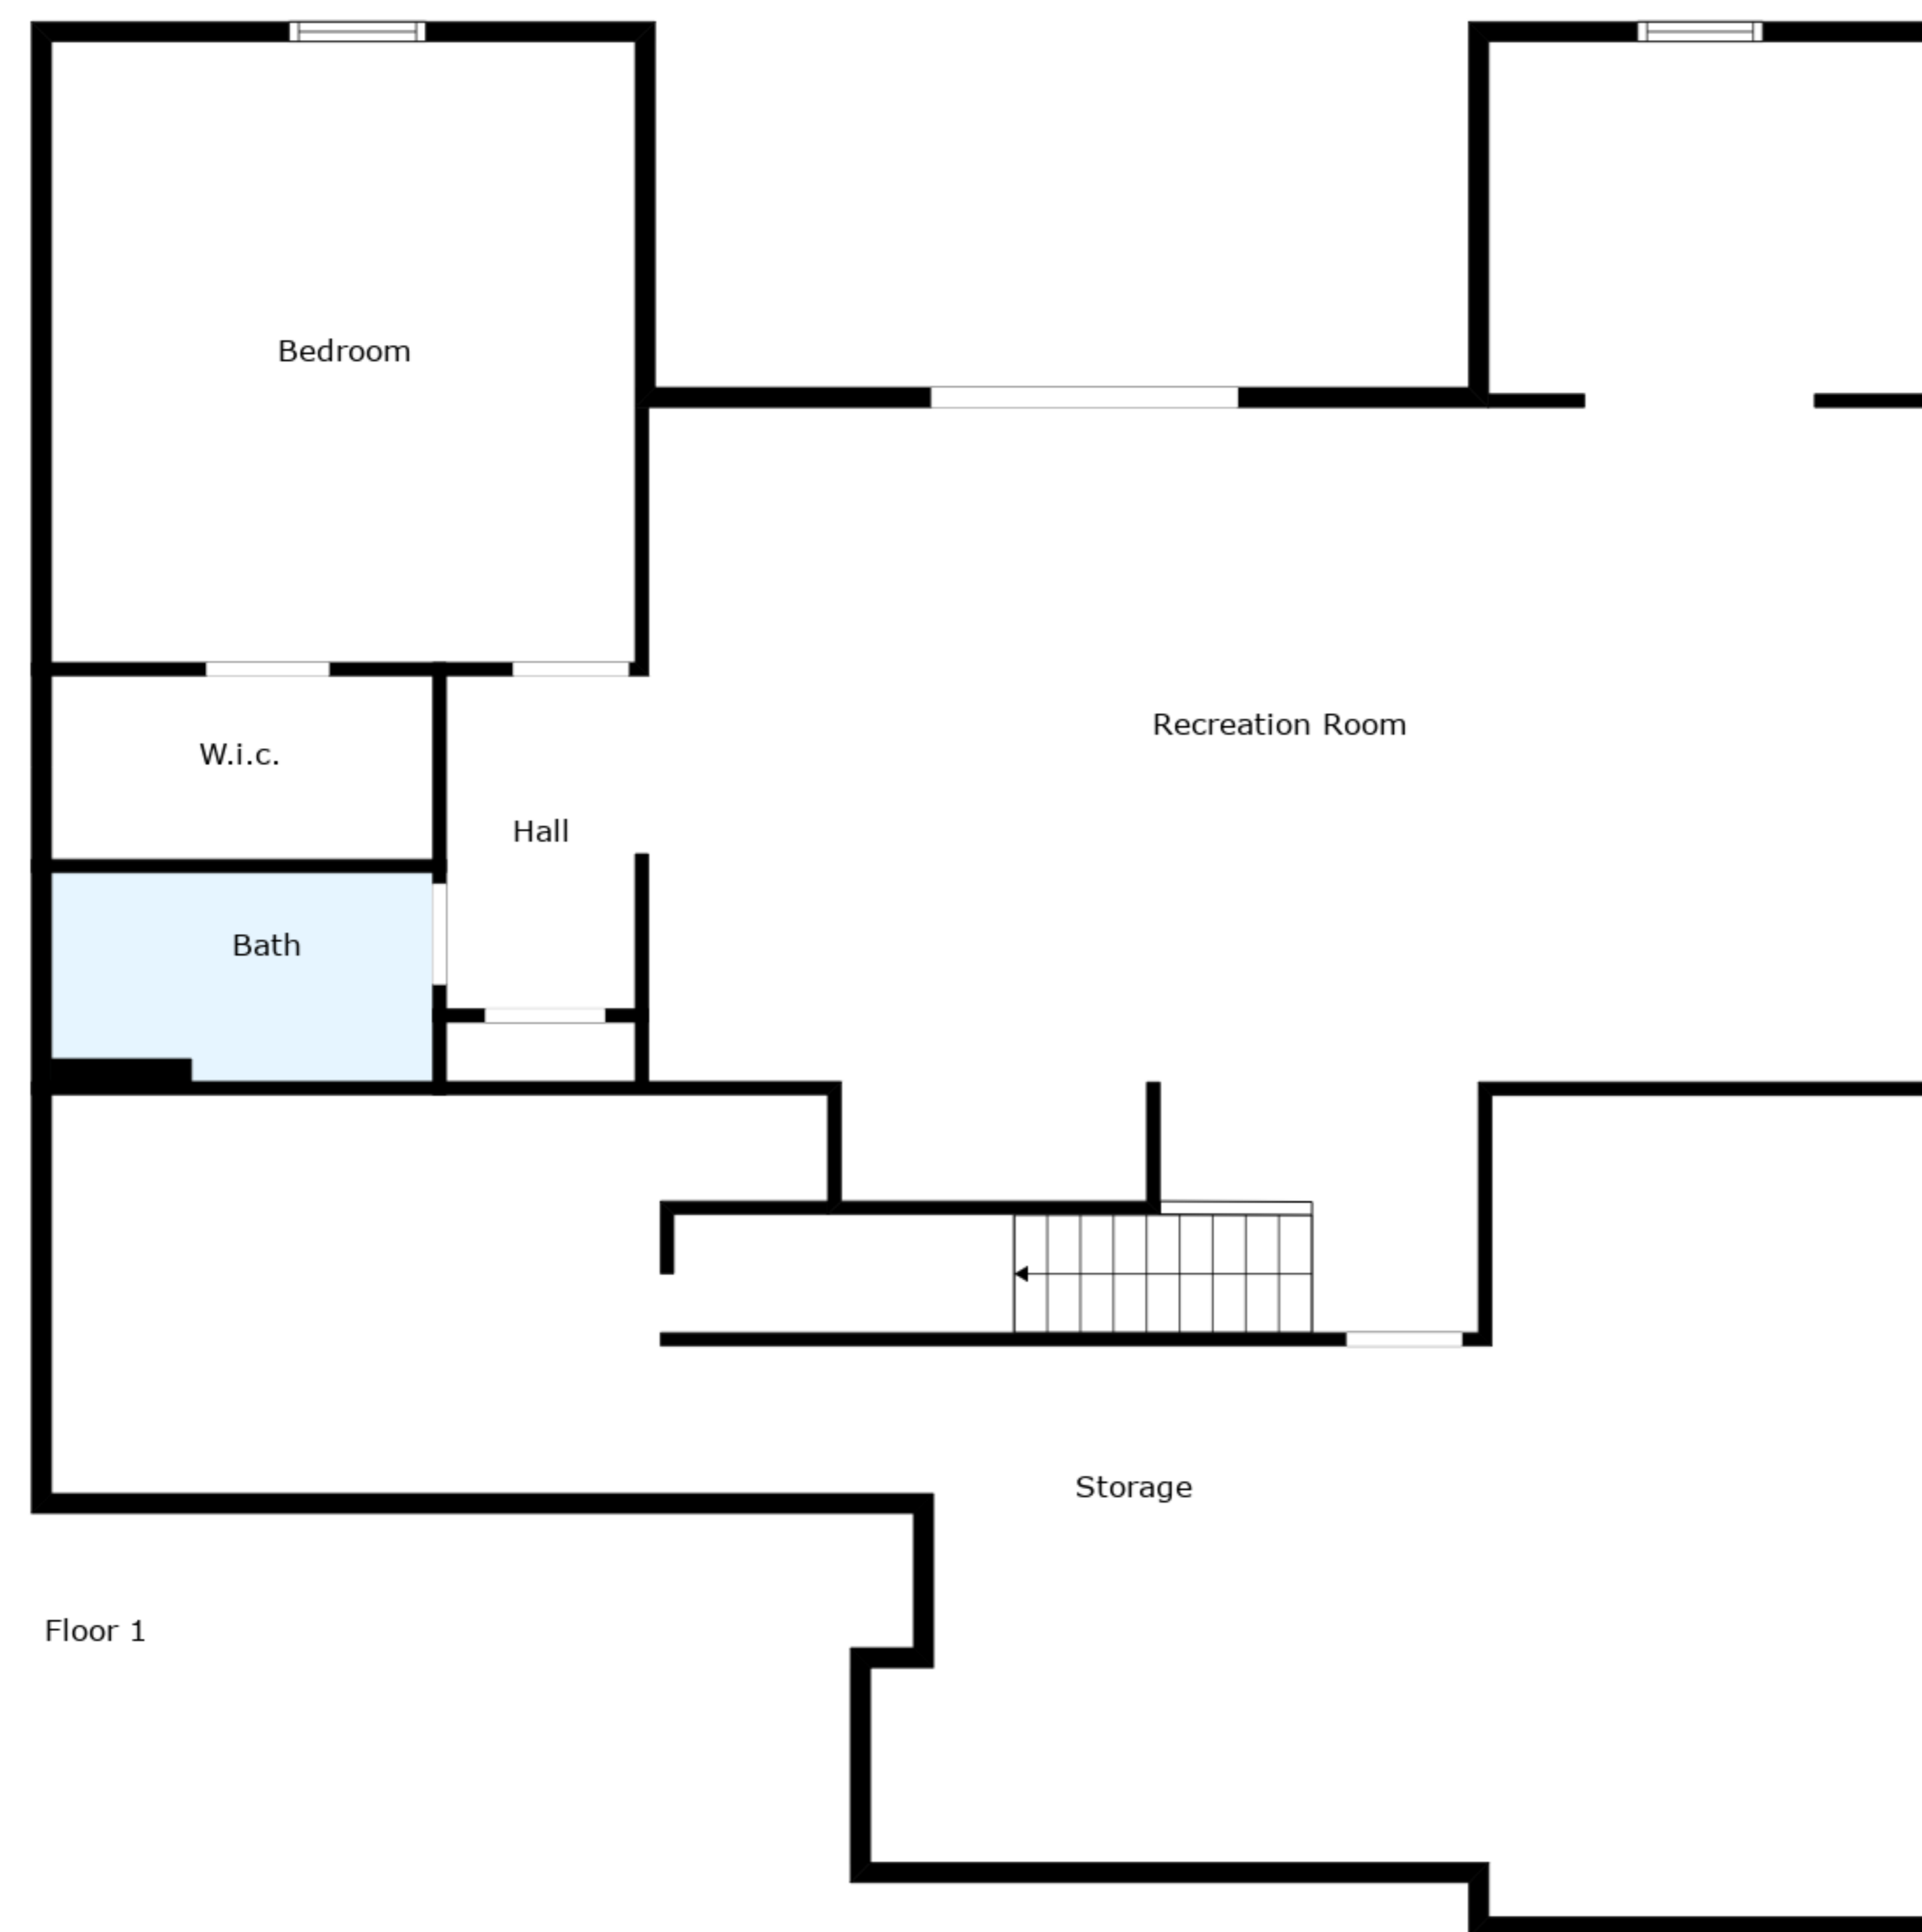 Bedroom
Recreation Room
W.i.c.
Hall
Bath
Storage
Floor 1